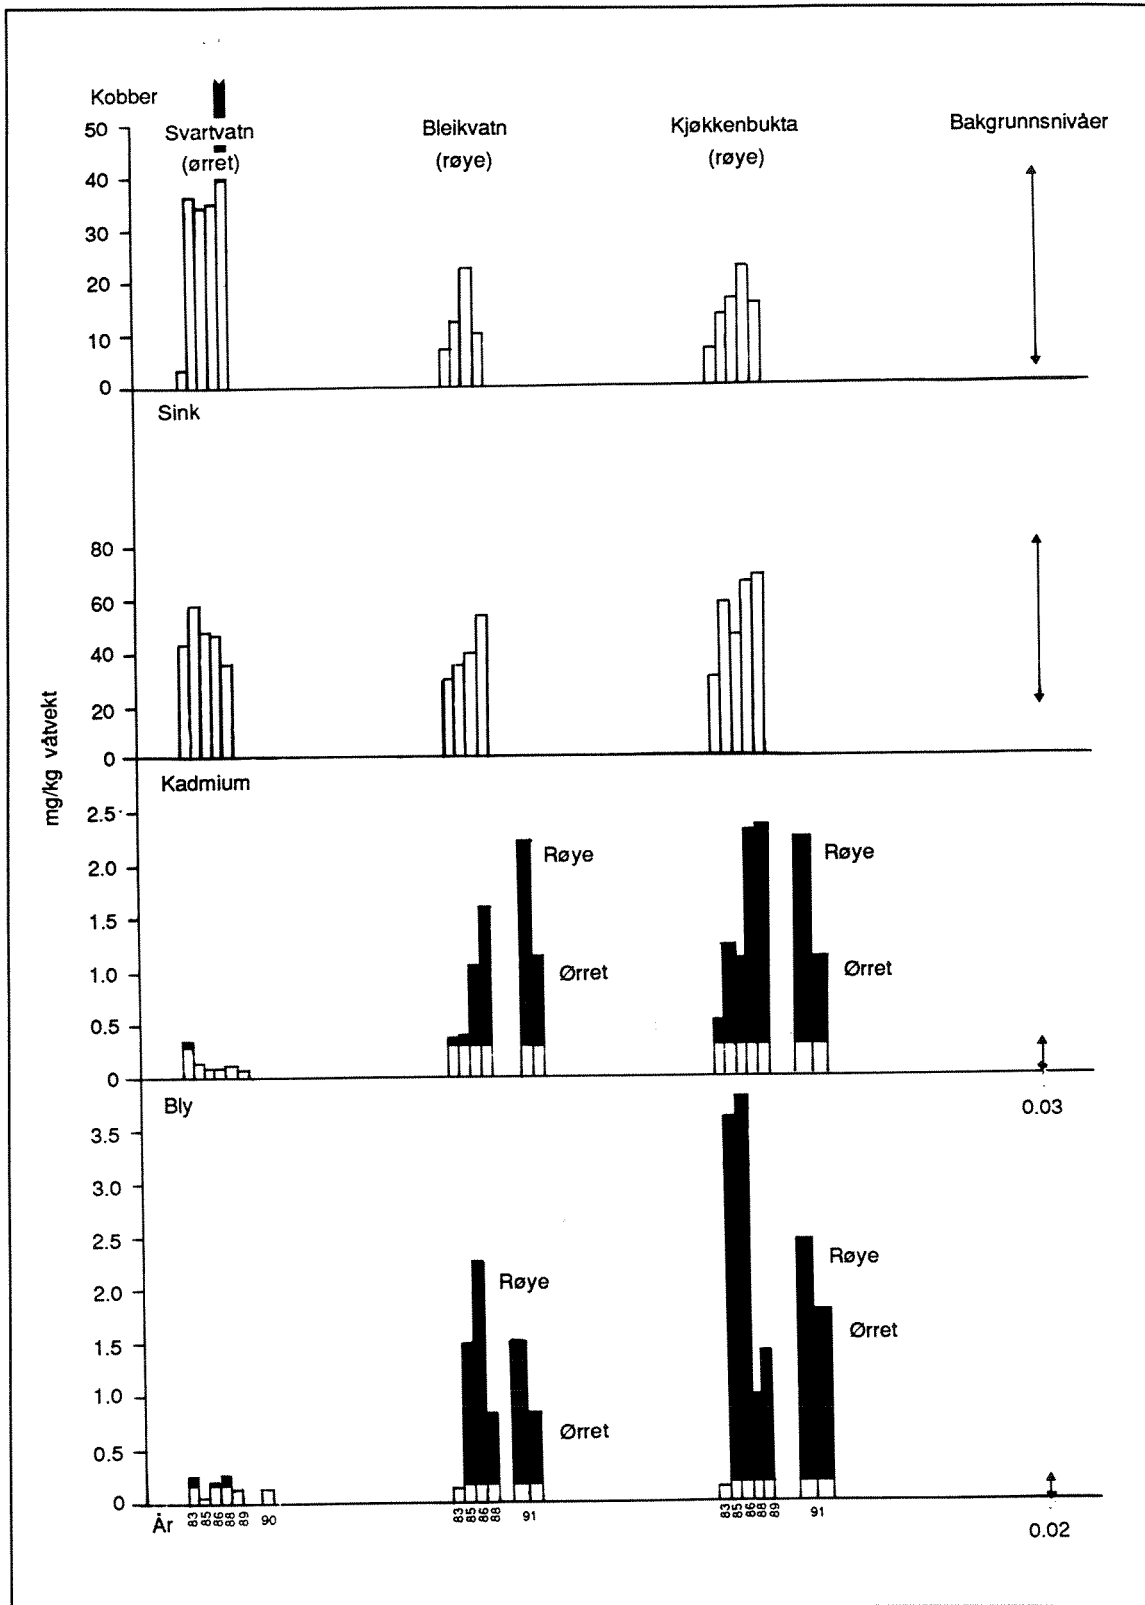 Kobber
Svartvatn
(ørret)
Bleikvatn
(røye)
Kjøkkenbukta
(røye)
Bakgrunnsnivåer
50
40
30
20
10
0
Sink
80
60
40
20
0
mg/kg våtvekt
Kadmium
2.5
2.0
1.5
1.0
0.5
0
Røye
Ørret
Røye
Ørret
0.03
Bly
3.5
3.0
2.5
2.0
1.5
1.0
0.5
0
Røye
Ørret
Røye
Ørret
År 83 85 86 88 89 90 83 85 86 88 91 83 85 86 88 89 91 0.02